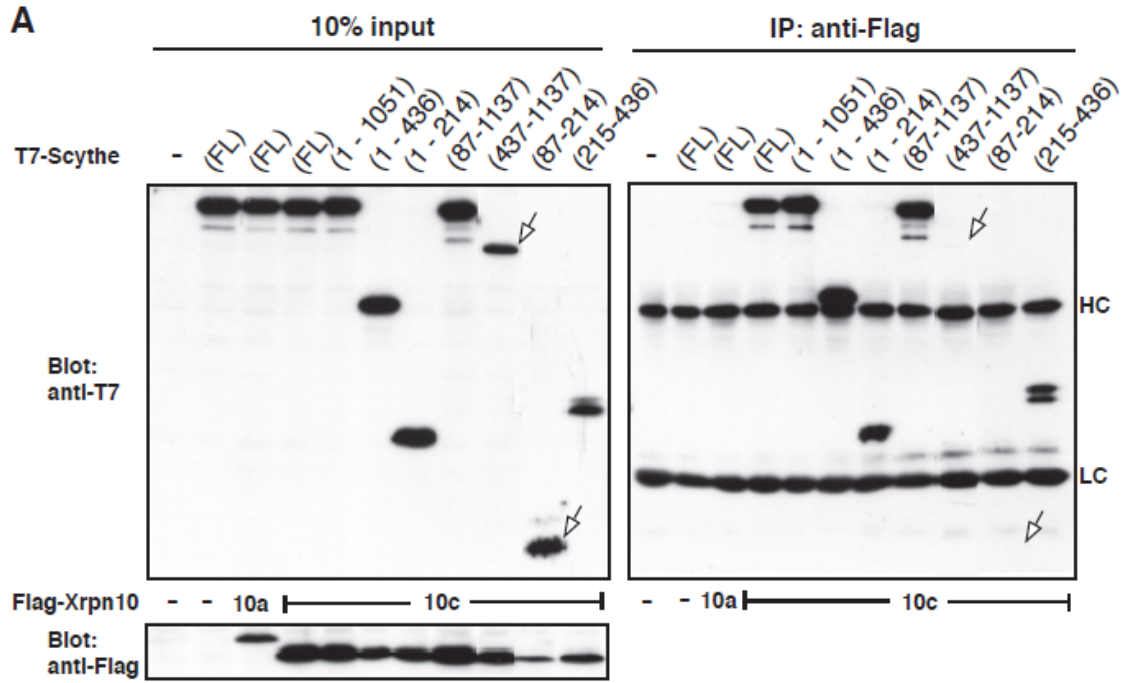 A
10% input
IP: anti-Flag
T7-Scythe
- (FL) (FL) (FL) (1 - 1051) (1 - 436) (1 - 214) (87-1137) (437-1137) (87-214) (215-436)
- (FL) (FL) (FL) (1 - 1051) (1 - 436) (1 - 214) (87-1137) (437-1137) (87-214) (215-436)
HC
Blot:
anti-T7
LC
Flag-Xrpn10 - - 10a 10c
- - 10a 10c
Blot:
anti-Flag